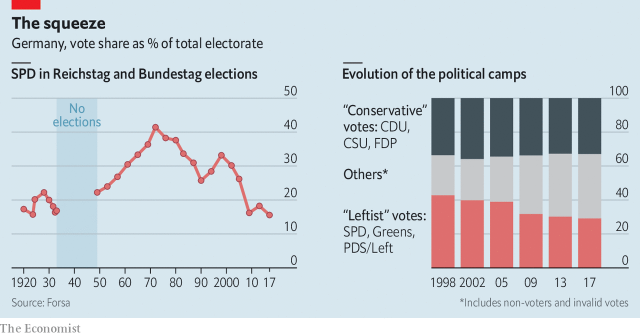 The squeeze
Germany, vote share as % of total electorate
SPD in Reichstag and Bundestag elections
No
elections
50
40
30
20
10
0
1920 30 40 50 60 70 80 90 2000 10 17
Source: Forsa
Evolution of the political camps
100
80
60
40
20
0
“Conservative”
votes: CDU,
CSU, FDP
Others*
“Leftist” votes:
SPD, Greens,
PDS/Left
1998 2002 05 09 13 17
*Includes non-voters and invalid votes
The Economist